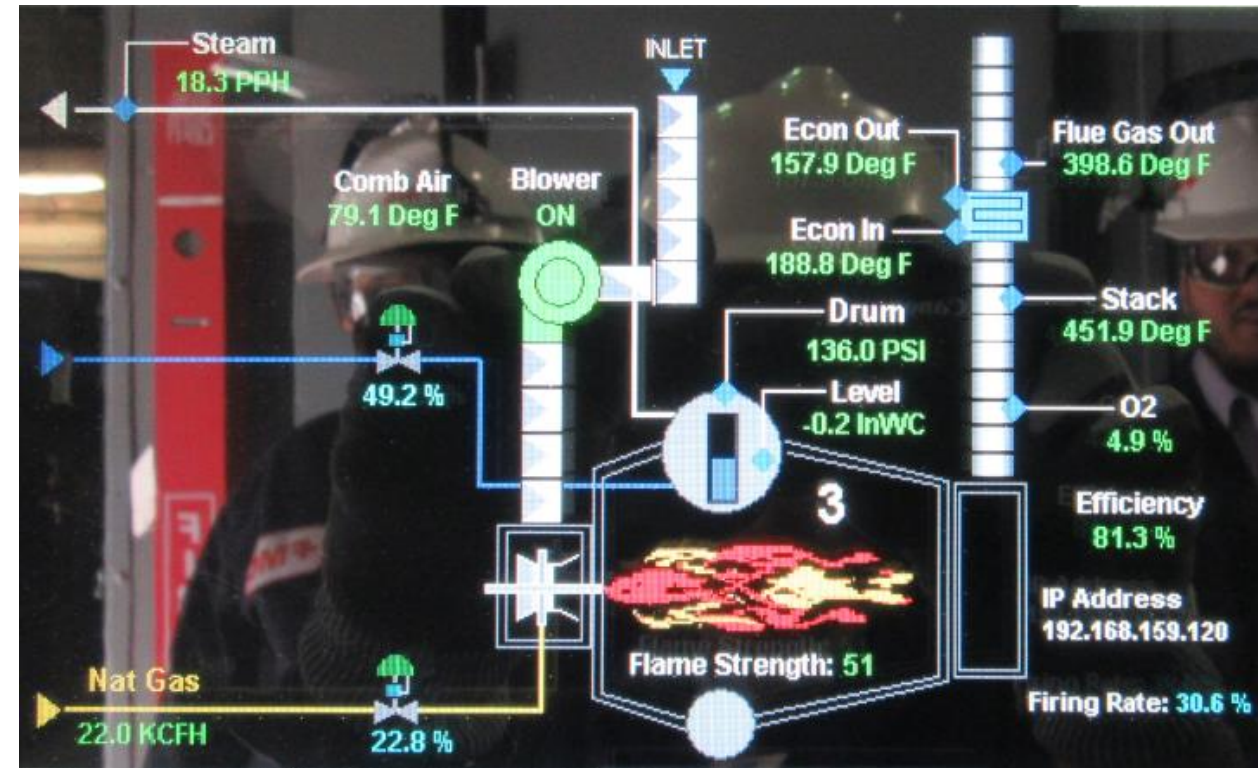 Steam
18.3 PPH
INLET
Comb Air
79.1 Deg F
Blower
ON
Econ Out
157.9 Deg F
Econ In
188.8 Deg F
Flue Gas Out
398.6 Deg F
Stack
451.9 Deg F
Drum
136.0 PSI
Level
-0.2 InWC
49.2 %
O2
4.9 %
3
Efficiency
81.3 %
IP Address
192.168.159.120
Flame Strength: 51
Firing Rate: 30.6 %
Nat Gas
22.0 KCFH
22.8 %